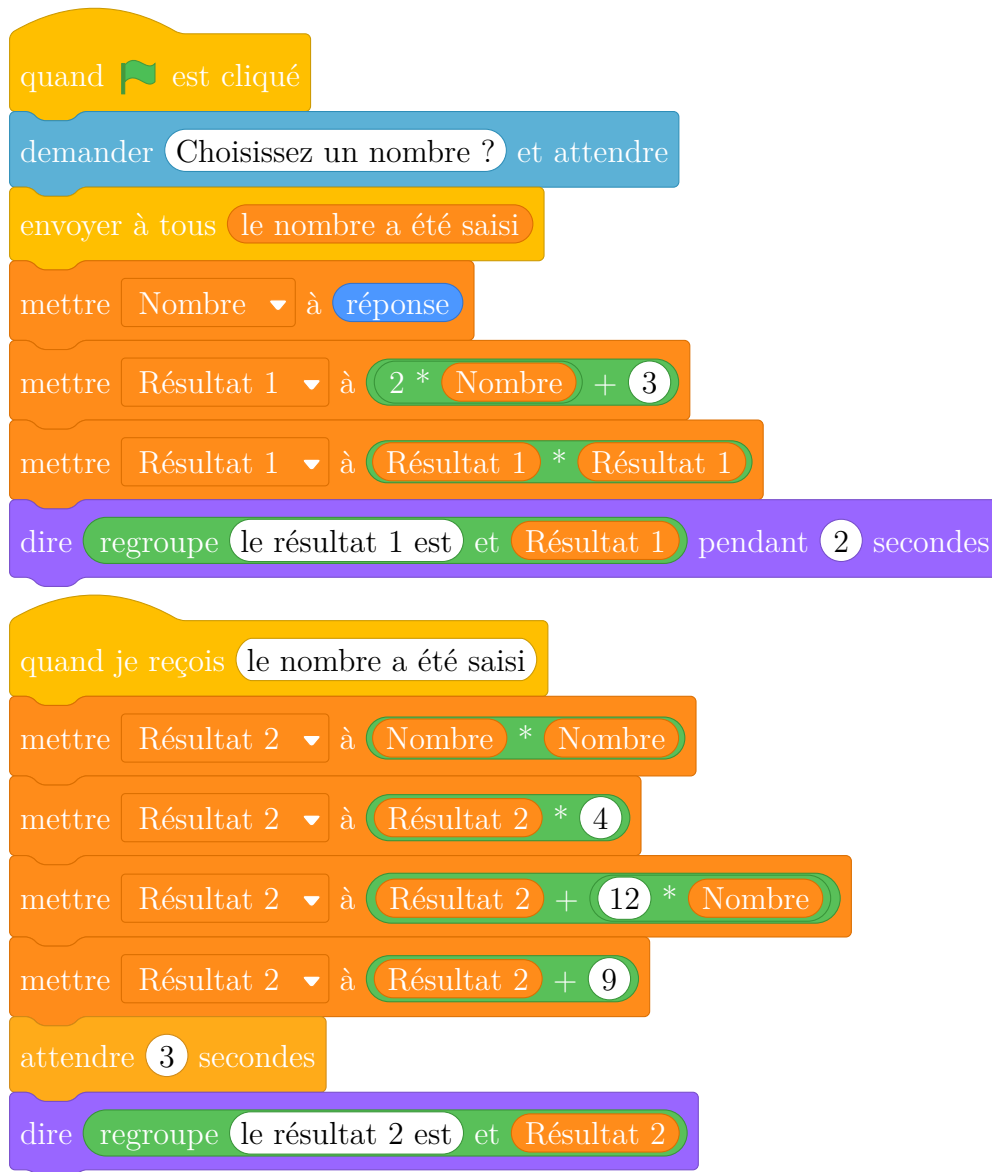 quand est cliqué
demander Choisissez un nombre ? et attendre
envoyer à tous le nombre a été saisi
mettre Nombre à réponse
mettre Résultat 1 à 2 * Nombre + 3
mettre Résultat 1 à Résultat 1 * Résultat 1
dire regroupe le résultat 1 est et Résultat 1 pendant 2 secondes
quand je reçois le nombre a été saisi
mettre Résultat 2 à Nombre * Nombre
mettre Résultat 2 à Résultat 2 * 4
mettre Résultat 2 à Résultat 2 + 12 * Nombre
mettre Résultat 2 à Résultat 2 + 9
attendre 3 secondes
dire regroupe le résultat 2 est et Résultat 2